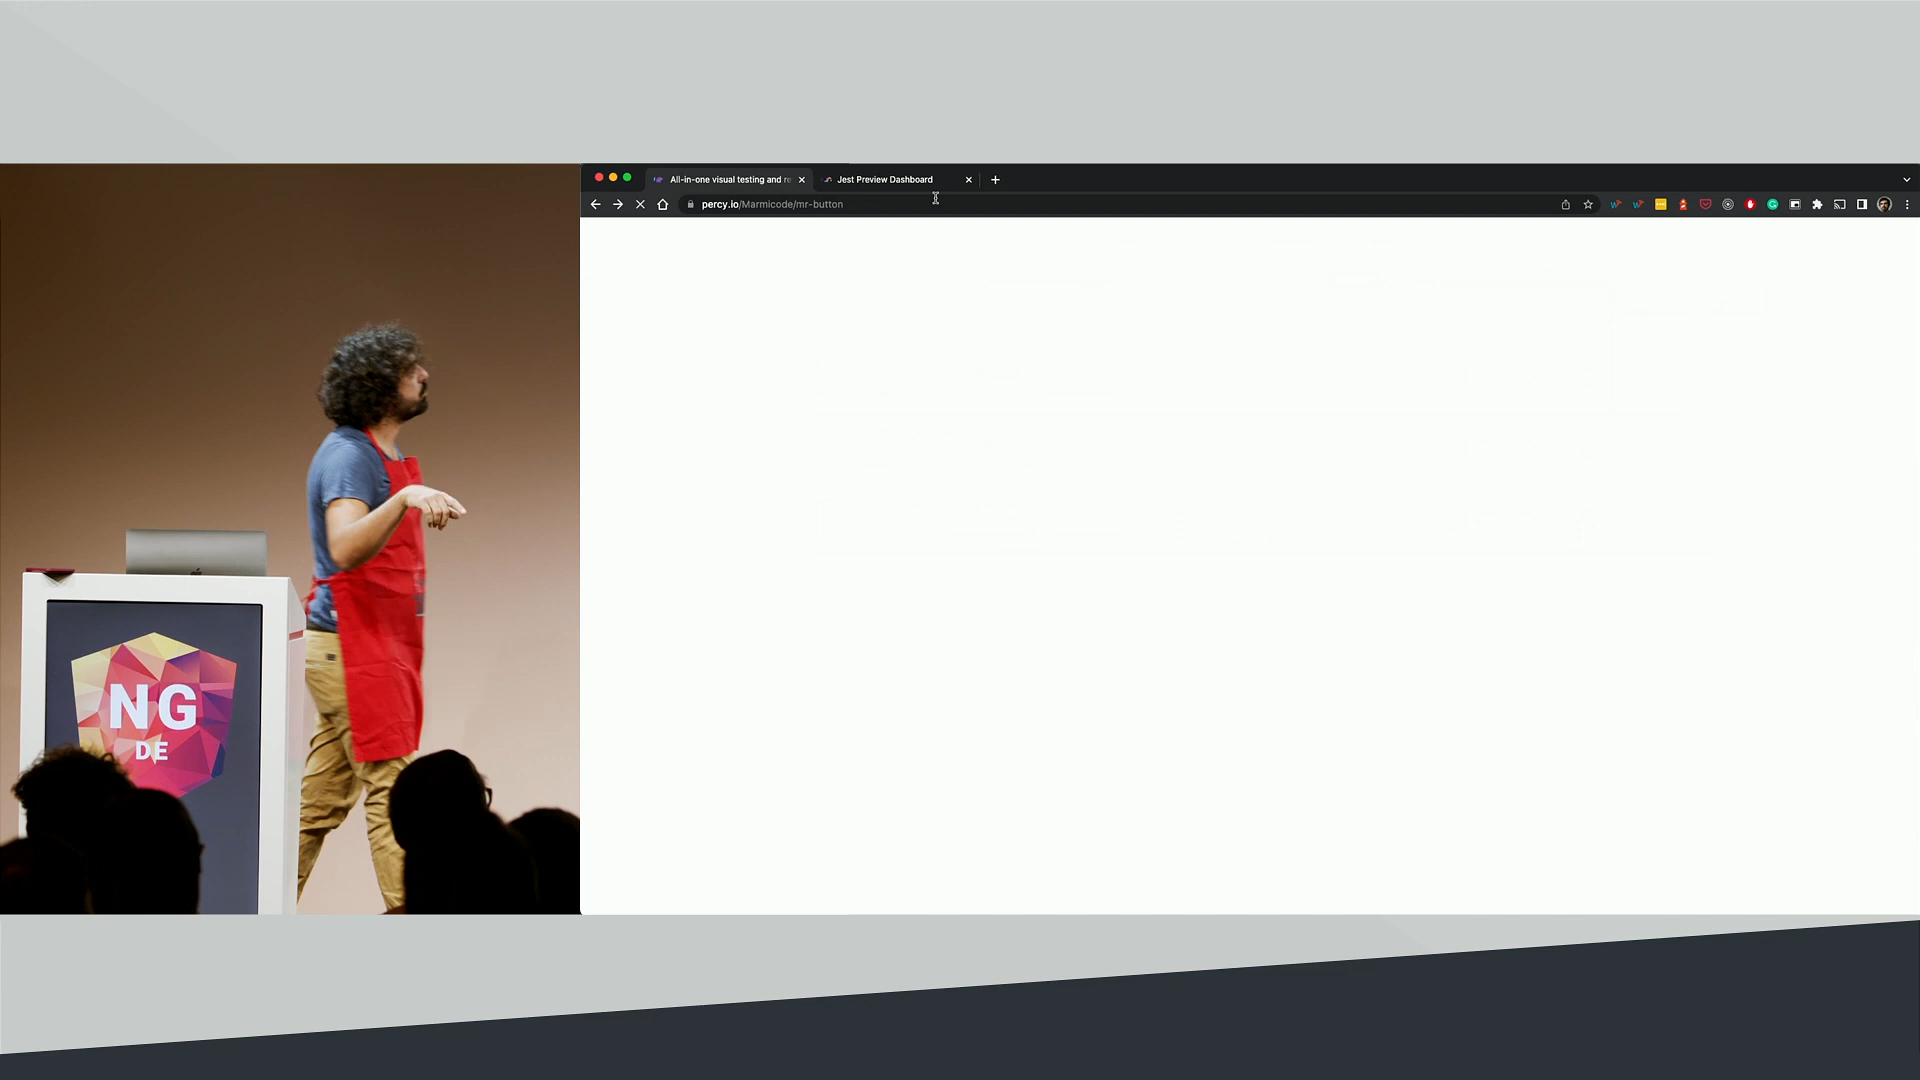 All-in-one visual testing and re
Jest Preview Dashboard
percy.io/Marmicode/mr-button
NG
DE